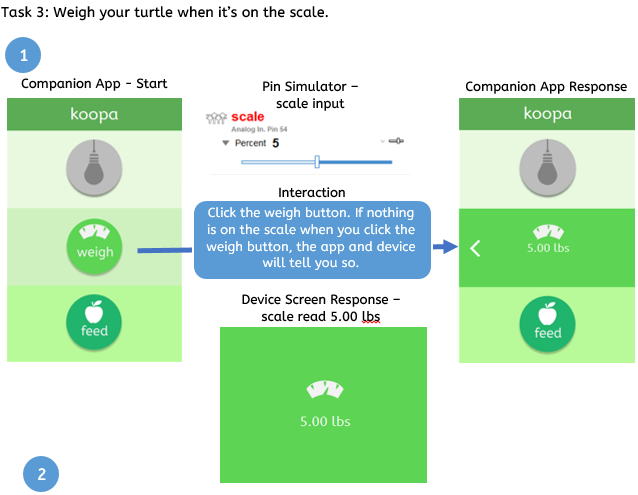 Task 3: Weigh your turtle when it's on the scale.
1
Companion App - Start
koopa
weigh
feed
Pin Simulator –
scale input
scale
Analog In. Pin 54
Percent 5
Interaction
Click the weigh button. If nothing
is on the scale when you click the
weigh button, the app and device
will tell you so.
Device Screen Response –
scale read 5.00 lbs
5.00 lbs
Companion App Response
koopa
5.00 lbs
feed
2